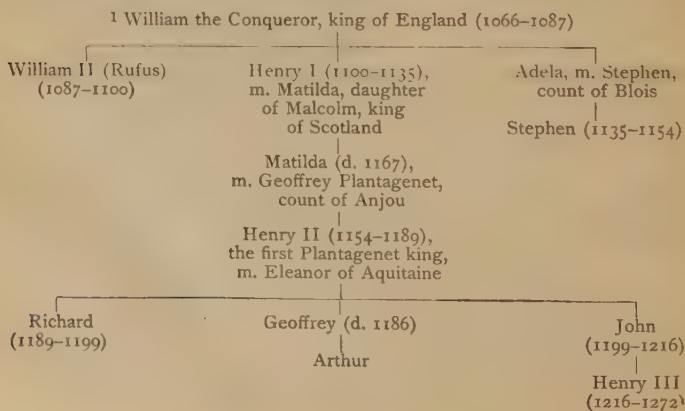 1 William the Conqueror, king of England (1066–1087)
William II (Rufus)
(1087–1100)
Henry I (1100–1135),
m. Matilda, daughter
of Malcolm, king
of Scotland
Adela, m. Stephen,
count of Blois
Stephen (1135–1154)
Matilda (d. 1167),
m. Geoffrey Plantagenet,
count of Anjou
Henry II (1154–1189),
the first Plantagenet king,
m. Eleanor of Aquitaine
Richard
(1189–1199)
Geoffrey (d. 1186)
Arthur
John
(1199–1216)
Henry III
(1216–1272)